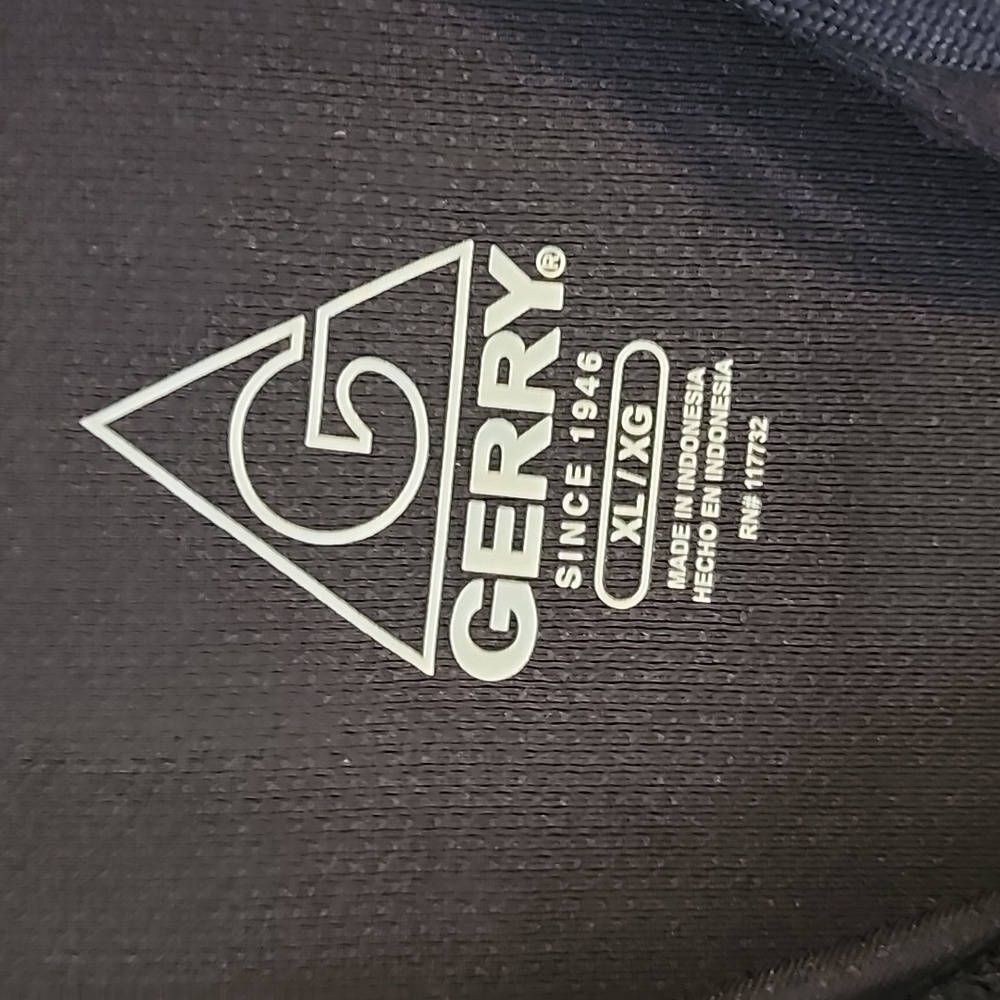 GERRY®
SINCE 1946
XL/XG
MADE IN INDONESIA
HECHO EN INDONESIA
RN# 117732